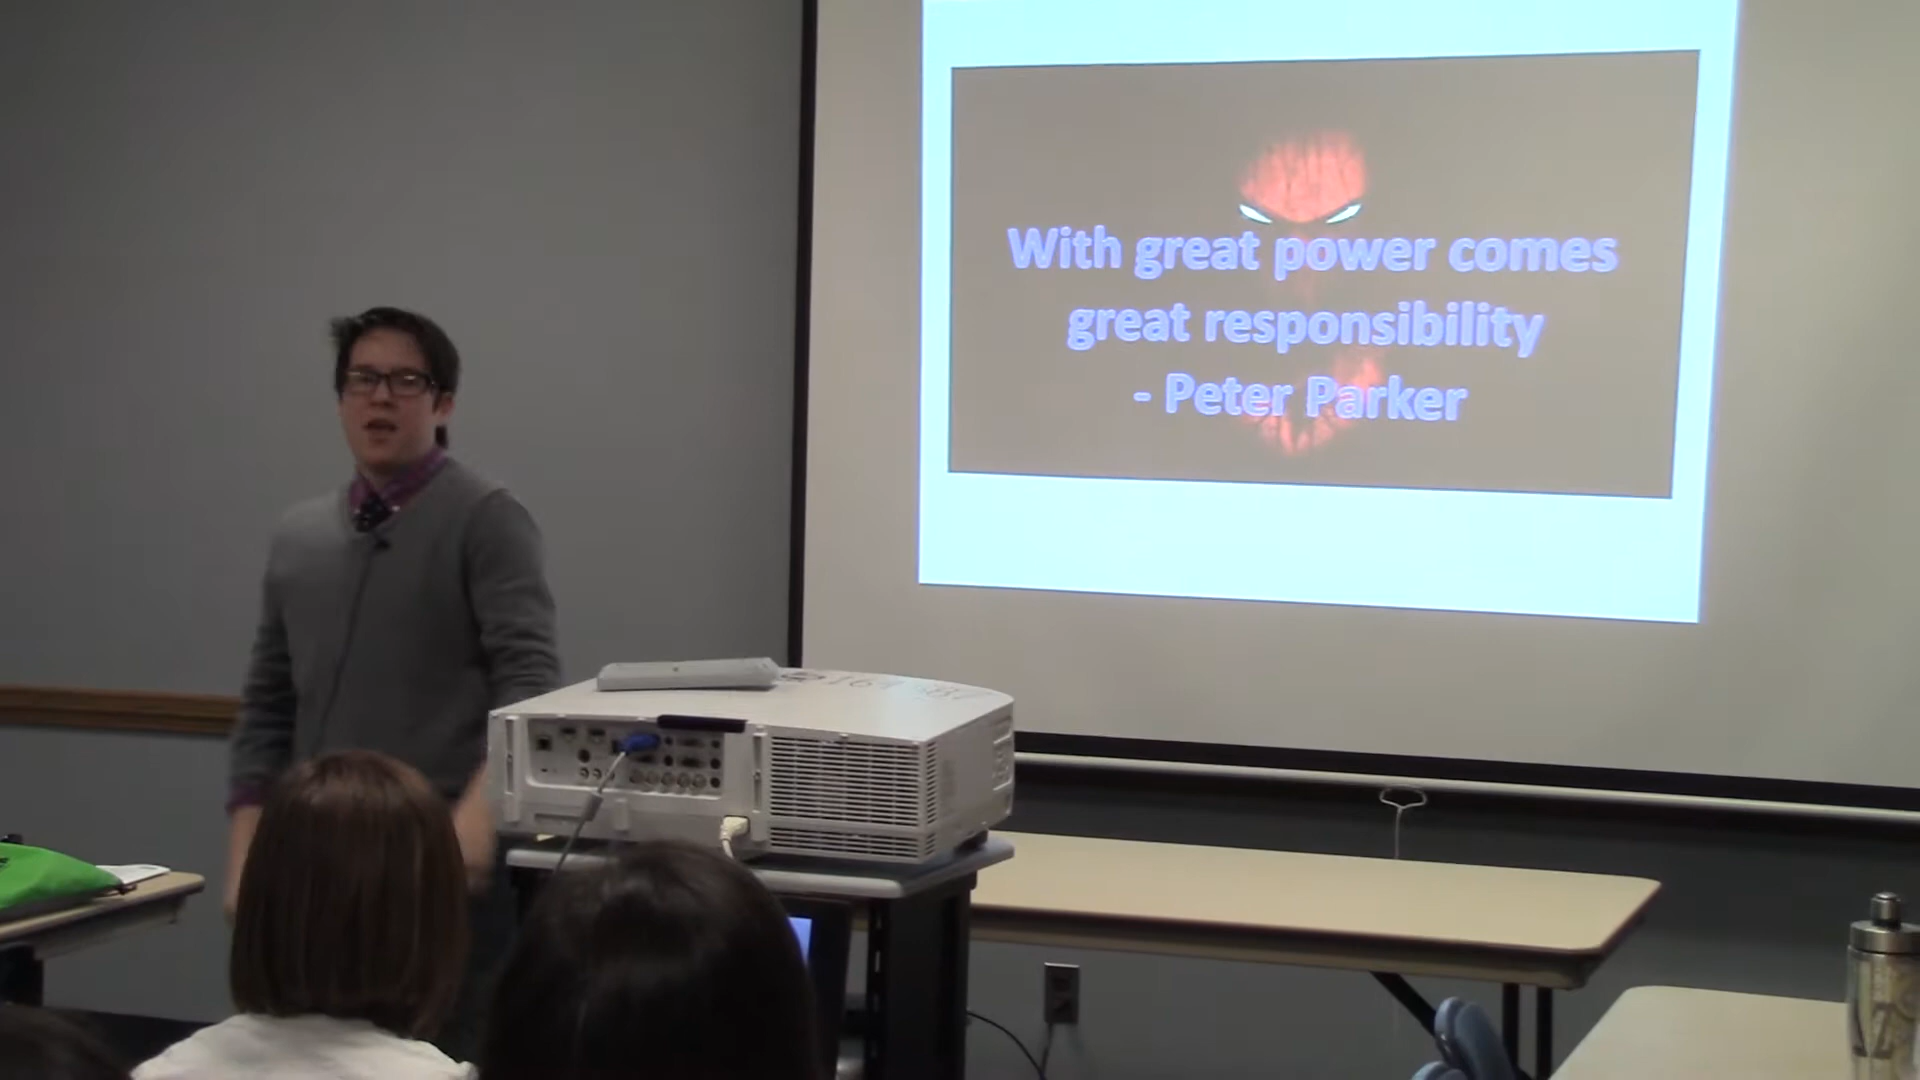 With great power comes
great responsibility
- Peter Parker